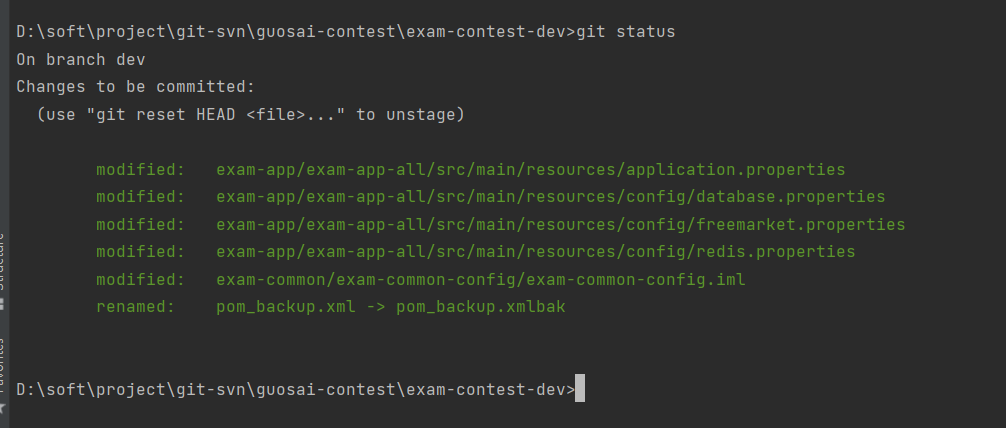 D:\soft\project\git-svn\guosai-contest\exam-contest-dev>git status
On branch dev
Changes to be committed:
  (use "git reset HEAD <file>..." to unstage)
        modified:   exam-app/exam-app-all/src/main/resources/application.properties
        modified:   exam-app/exam-app-all/src/main/resources/config/database.properties
        modified:   exam-app/exam-app-all/src/main/resources/config/freemarket.properties
        modified:   exam-app/exam-app-all/src/main/resources/config/redis.properties
        modified:   exam-common/exam-common-config/exam-common-config.iml
        renamed:    pom_backup.xml -> pom_backup.xmlbak
D:\soft\project\git-svn\guosai-contest\exam-contest-dev>